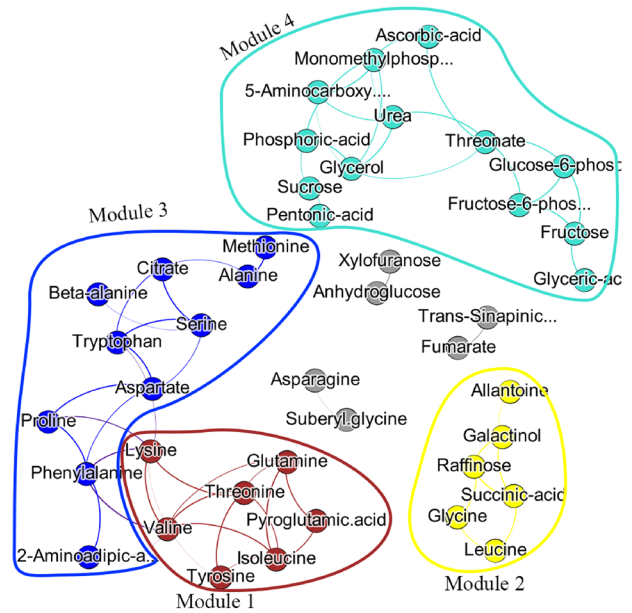 Module 4
Ascorbic-acid
Monomethylphosp...
5-Aminocarboxy....
Urea
Phosphoric-acid
Threonate
Glycerol
Glucose-6-phosp
Sucrose
Fructose-6-phos...
Pentonic-acid
Fructose
Glyceric-ac
Module 3
Methionine
Citrate
Alanine
Beta-alanine
Serine
Tryptophan
Aspartate
Proline
Phenylalanine
2-Aminoadipic-a...
Xylofuranose
Anhydroglucose
Trans-Sinapinic...
Fumarate
Asparagine
Suberyl.glycine
Lysine
Glutamine
Threonine
Valine
Pyroglutamic.acid
Isoleucine
Tyrosine
Module 1
Allantoine
Galactinol
Raffinose
Succinic-acid
Glycine
Leucine
Module 2